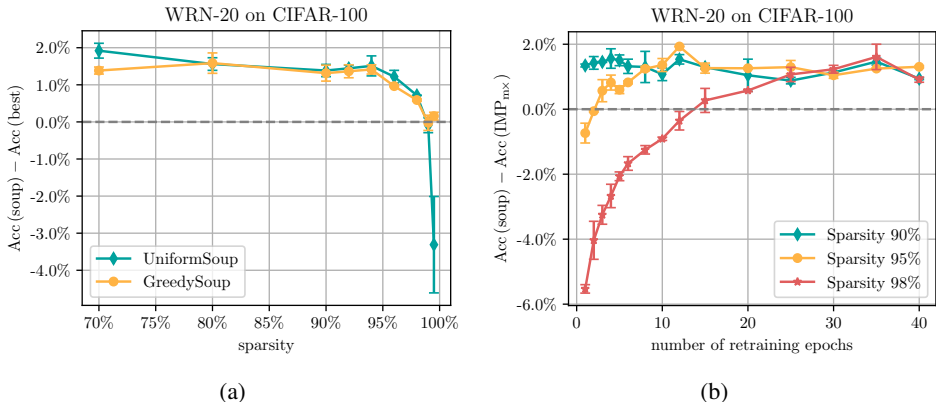 WRN-20 on CIFAR-100
Acc (soup) − Acc (best)
2.0%
1.0%
0.0%
-1.0%
-2.0%
-3.0%
-4.0%
UniformSoup
GreedySoup
70% 75% 80% 85% 90% 95% 100%
sparsity
(a)
WRN-20 on CIFAR-100
Acc (soup) − Acc (IMPm×)
2.0%
0.0%
-2.0%
-4.0%
-6.0%
Sparsity 90%
Sparsity 95%
Sparsity 98%
0 10 20 30 40
number of retraining epochs
(b)